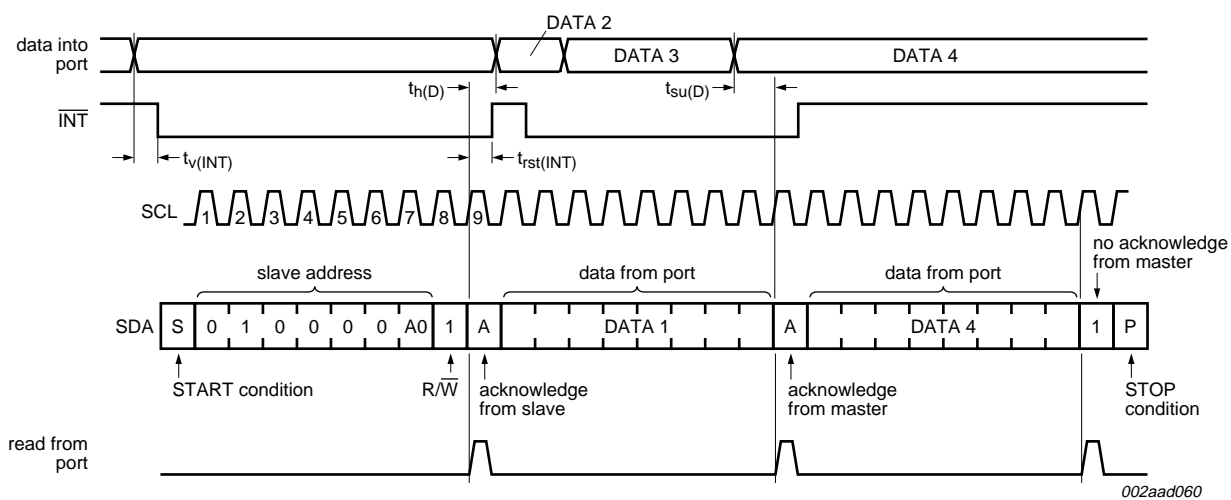 DATA 2
data into
port
DATA 3
DATA 4
th(D)
tsu(D)
INT
tv(INT)
trst(INT)
SCL
1 2 3 4 5 6 7 8 9
no acknowledge
from master
slave address
data from port
data from port
SDA
S 0 1 0 0 0 0 A0 1 A DATA 1 A DATA 4 1 P
START condition
R/W
acknowledge
from slave
acknowledge
from master
STOP
condition
read from
port
002aad060